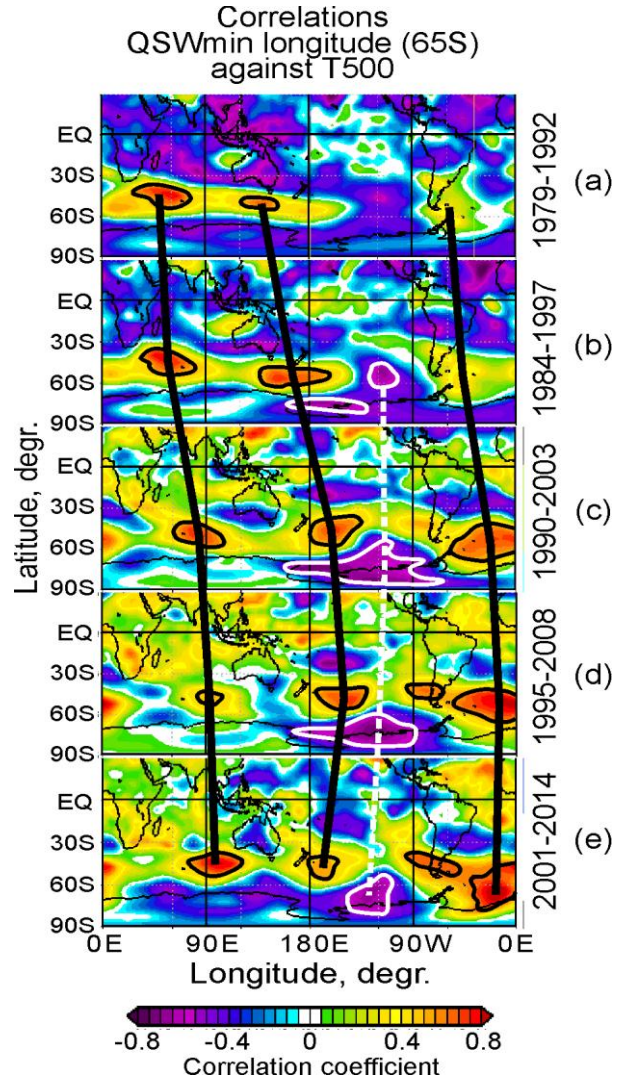 Correlations
QSWmin longitude (65S)
against T500
EQ
30S
60S
90S
1979-1992
(a)
EQ
30S
60S
90S
1984-1997
(b)
EQ
30S
60S
90S
1990-2003
(c)
EQ
30S
60S
90S
1995-2008
(d)
EQ
30S
60S
90S
2001-2014
(e)
Latitude, degr.
0E 90E 180E 90W 0E
Longitude, degr.
-0.8 -0.4 0 0.4 0.8
Correlation coefficient